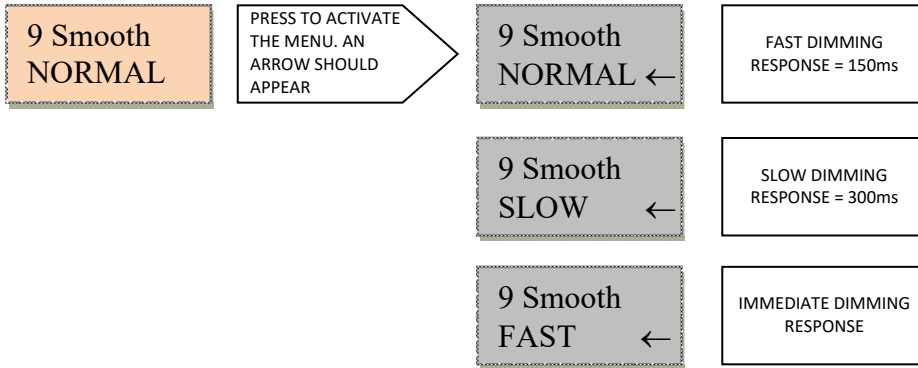 9 Smooth
NORMAL
PRESS TO ACTIVATE
THE MENU. AN
ARROW SHOULD
APPEAR
9 Smooth
NORMAL ←
FAST DIMMING
RESPONSE = 150ms
9 Smooth
SLOW ←
SLOW DIMMING
RESPONSE = 300ms
9 Smooth
FAST ←
IMMEDIATE DIMMING
RESPONSE